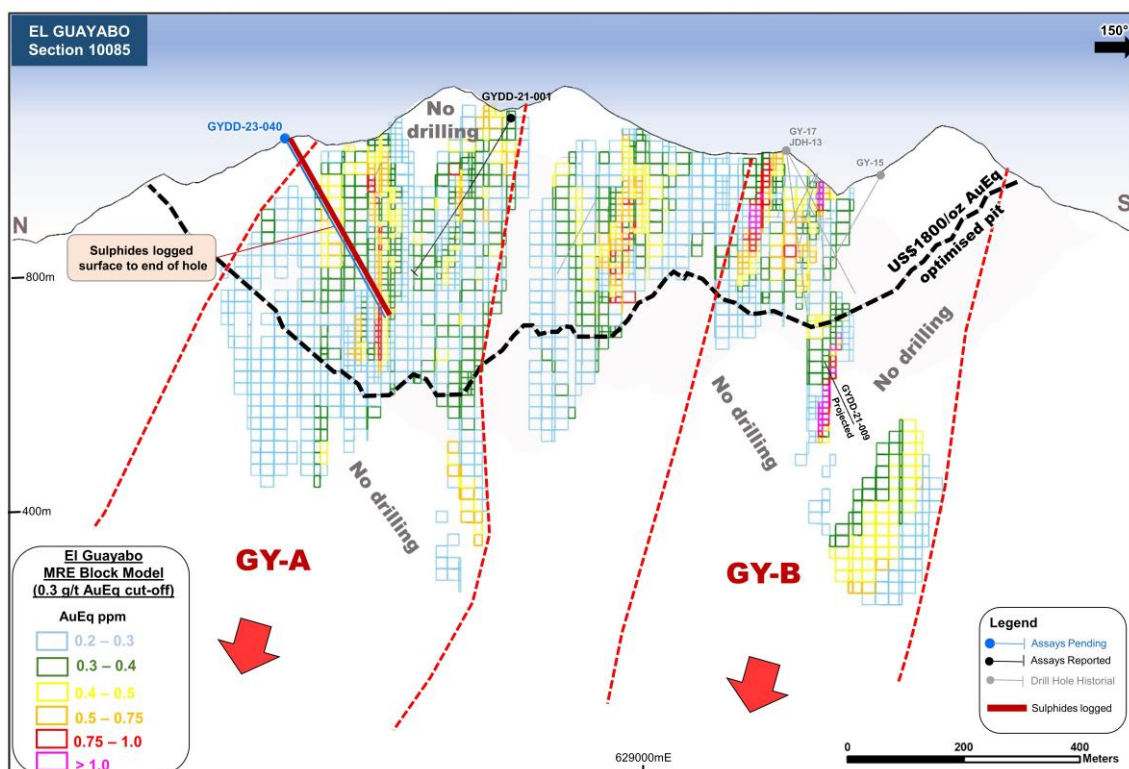 EL GUAYABO
Section 10085
150°
GYDD-21-001
No
drilling
GYDD-23-040
GY-17
JDH-13
GY-15
N
S
Sulphides logged
surface to end of hole
US$1800/oz AuEq
optimised pit
800m
No drilling
GYDD-21-009
Projected
No drilling
No drilling
400m
GY-A
GY-B
El Guayabo
MRE Block Model
(0.3 g/t AuEq cut-off)
AuEq ppm
0.2 – 0.3
0.3 – 0.4
0.4 – 0.5
0.5 – 0.75
0.75 – 1.0
> 1.0
Legend
Assays Pending
Assays Reported
Drill Hole Historial
Sulphides logged
629000mE
0 200 400
Meters